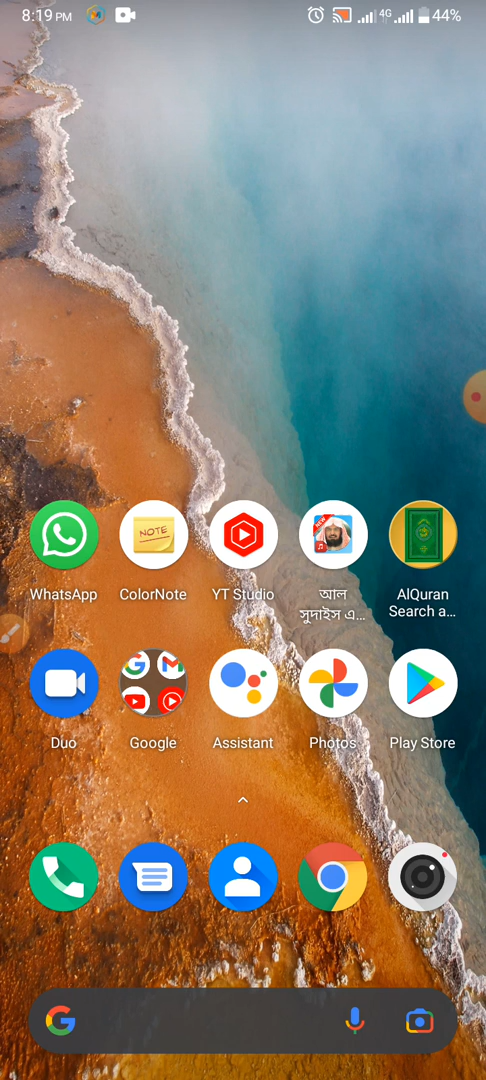 8:19 PM 4G 44%
NOTE
NEW
WhatsApp ColorNote YT Studio আল AlQuran
সুদাইস এ... Search a...
Duo Google Assistant Photos Play Store